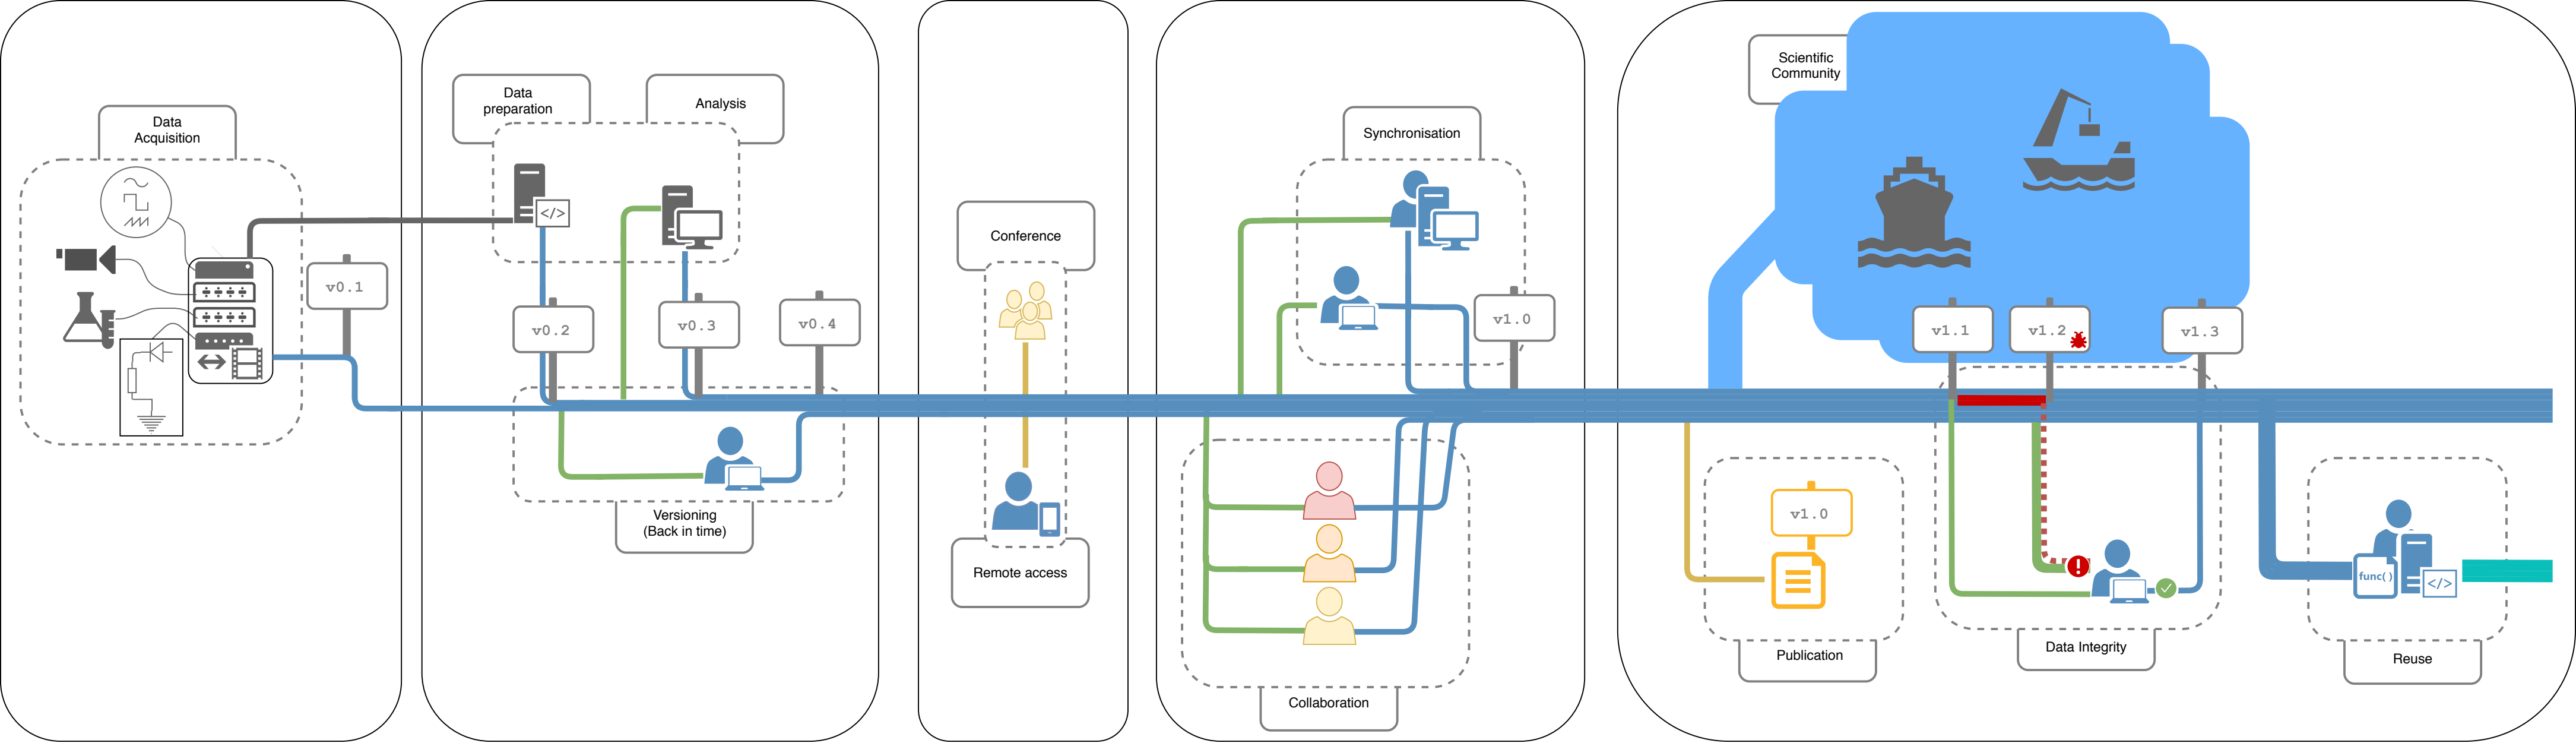 Data
Acquisition
v0.1
Data
preparation
Analysis
</>
v0.2
v0.3
v0.4
Versioning
(Back in time)
Conference
Remote access
Synchronisation
v1.0
Collaboration
Scientific
Community
v1.1
v1.2
v1.3
v1.0
Publication
!
Data Integrity
func()
</>
Reuse